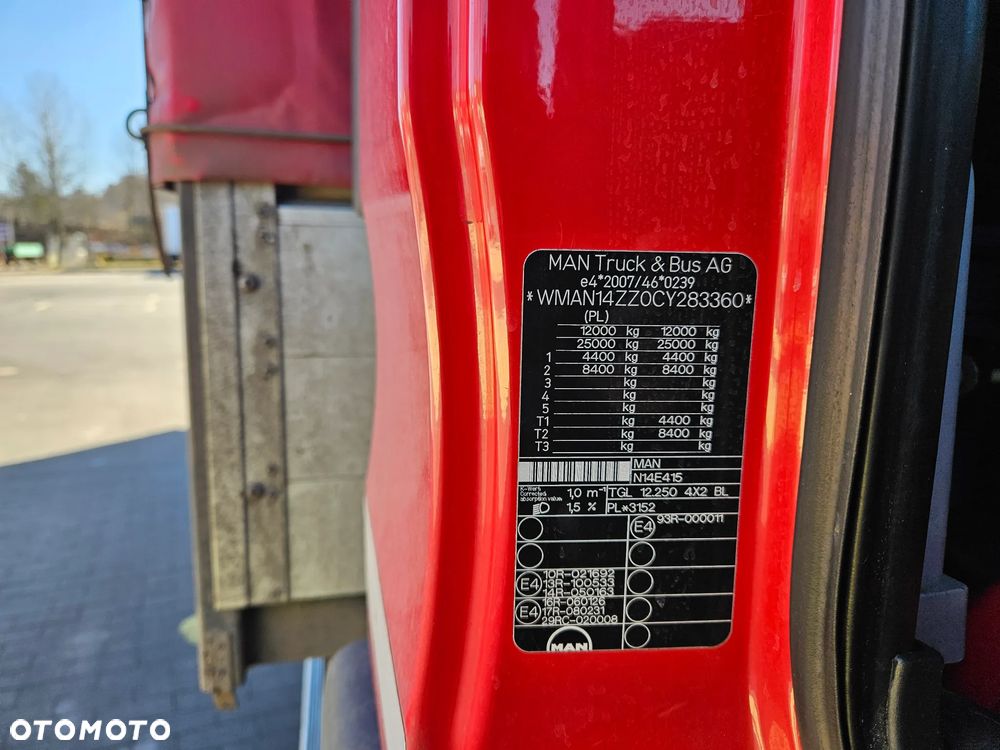 MAN Truck & Bus AG
e4*2007/46*0239
*WMAN14ZZ0CY283360*
(PL)
12000 kg 12000 kg
25000 kg 25000 kg
1 4400 kg 4400 kg
2 8400 kg 8400 kg
3 kg kg
4 kg kg
5 kg kg
T1 kg 4400 kg
T2 kg 8400 kg
T3 kg kg
MAN
N14E415
K-Wert
Corrected
absorption value
1,0 m⁻¹
TGL 12.250 4X2 BL
1,5 %
PL*3152
E4 93R-000011
10R-021692
E4 13R-100533
14R-050163
16R-060126
E4 17R-080231
29RC-020008
MAN
OTOMOTO